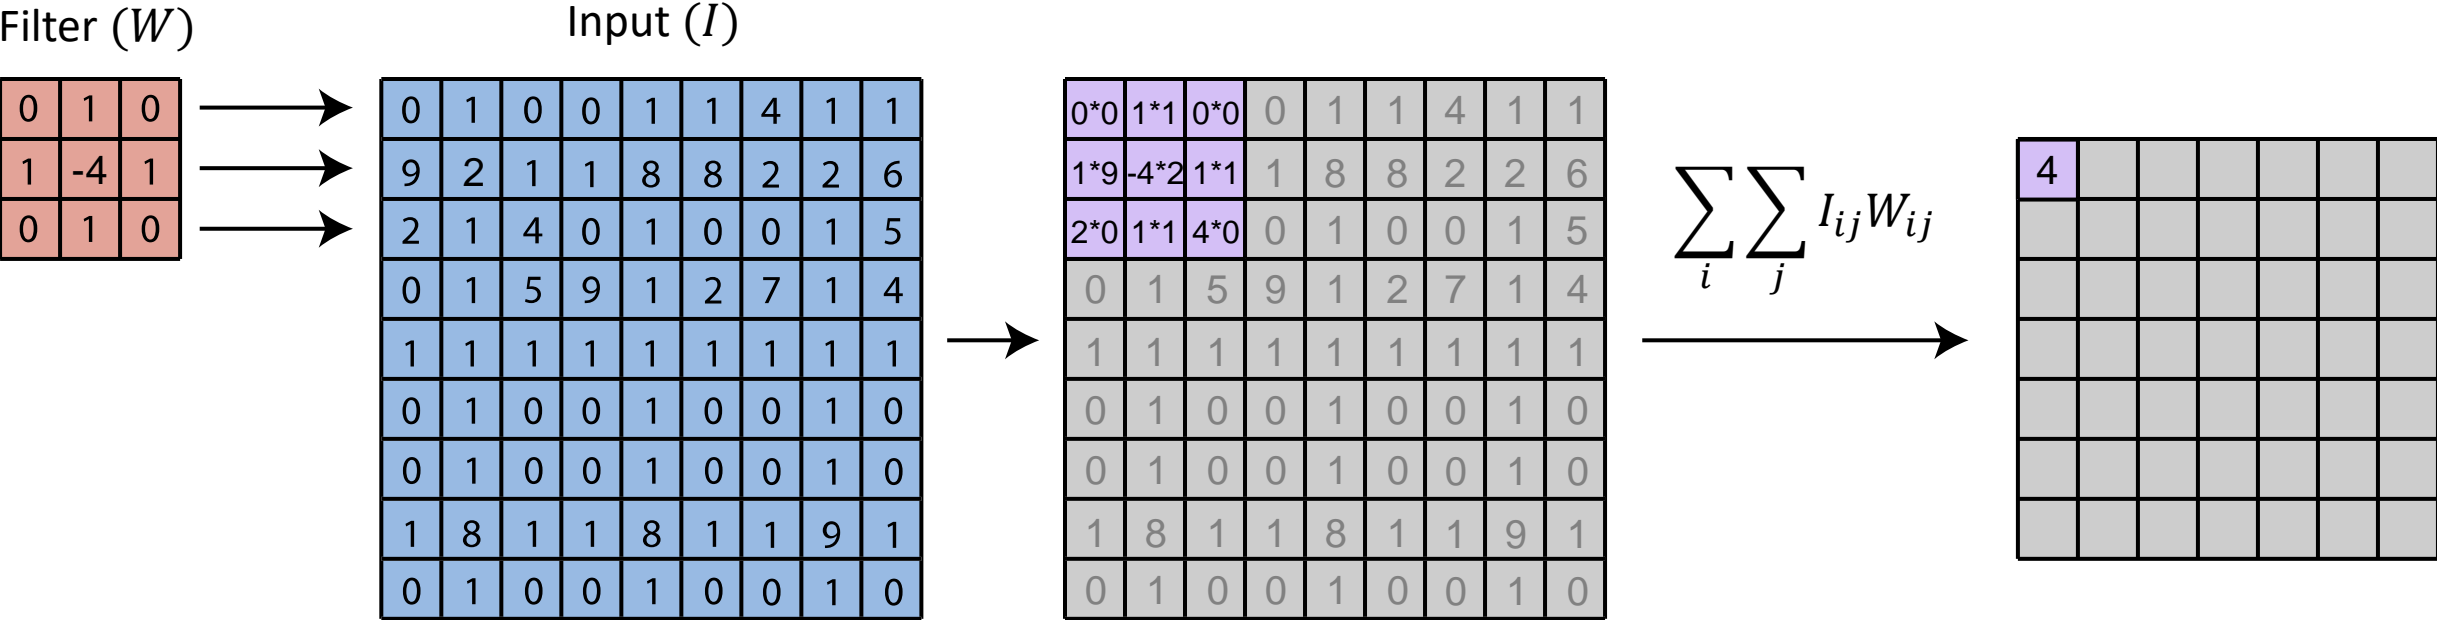 Filter (W)
0 1 0
1 -4 1
0 1 0
Input (I)
0 1 0 0 1 1 4 1 1
9 2 1 1 8 8 2 2 6
2 1 4 0 1 0 0 1 5
0 1 5 9 1 2 7 1 4
1 1 1 1 1 1 1 1 1
0 1 0 0 1 0 0 1 0
0 1 0 0 1 0 0 1 0
1 8 1 1 8 1 1 9 1
0 1 0 0 1 0 0 1 0
0*0 1*1 0*0 0 1 1 4 1 1
1*9 -4*2 1*1 1 8 8 2 2 6
2*0 1*1 4*0 0 1 0 0 1 5
0 1 5 9 1 2 7 1 4
1 1 1 1 1 1 1 1 1
0 1 0 0 1 0 0 1 0
0 1 0 0 1 0 0 1 0
1 8 1 1 8 1 1 9 1
0 1 0 0 1 0 0 1 0
∑i ∑j IijWij
4